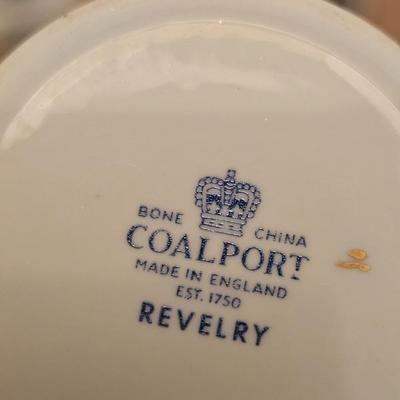 BONE CHINA
COALPORT
MADE IN ENGLAND
EST. 1750
REVELRY